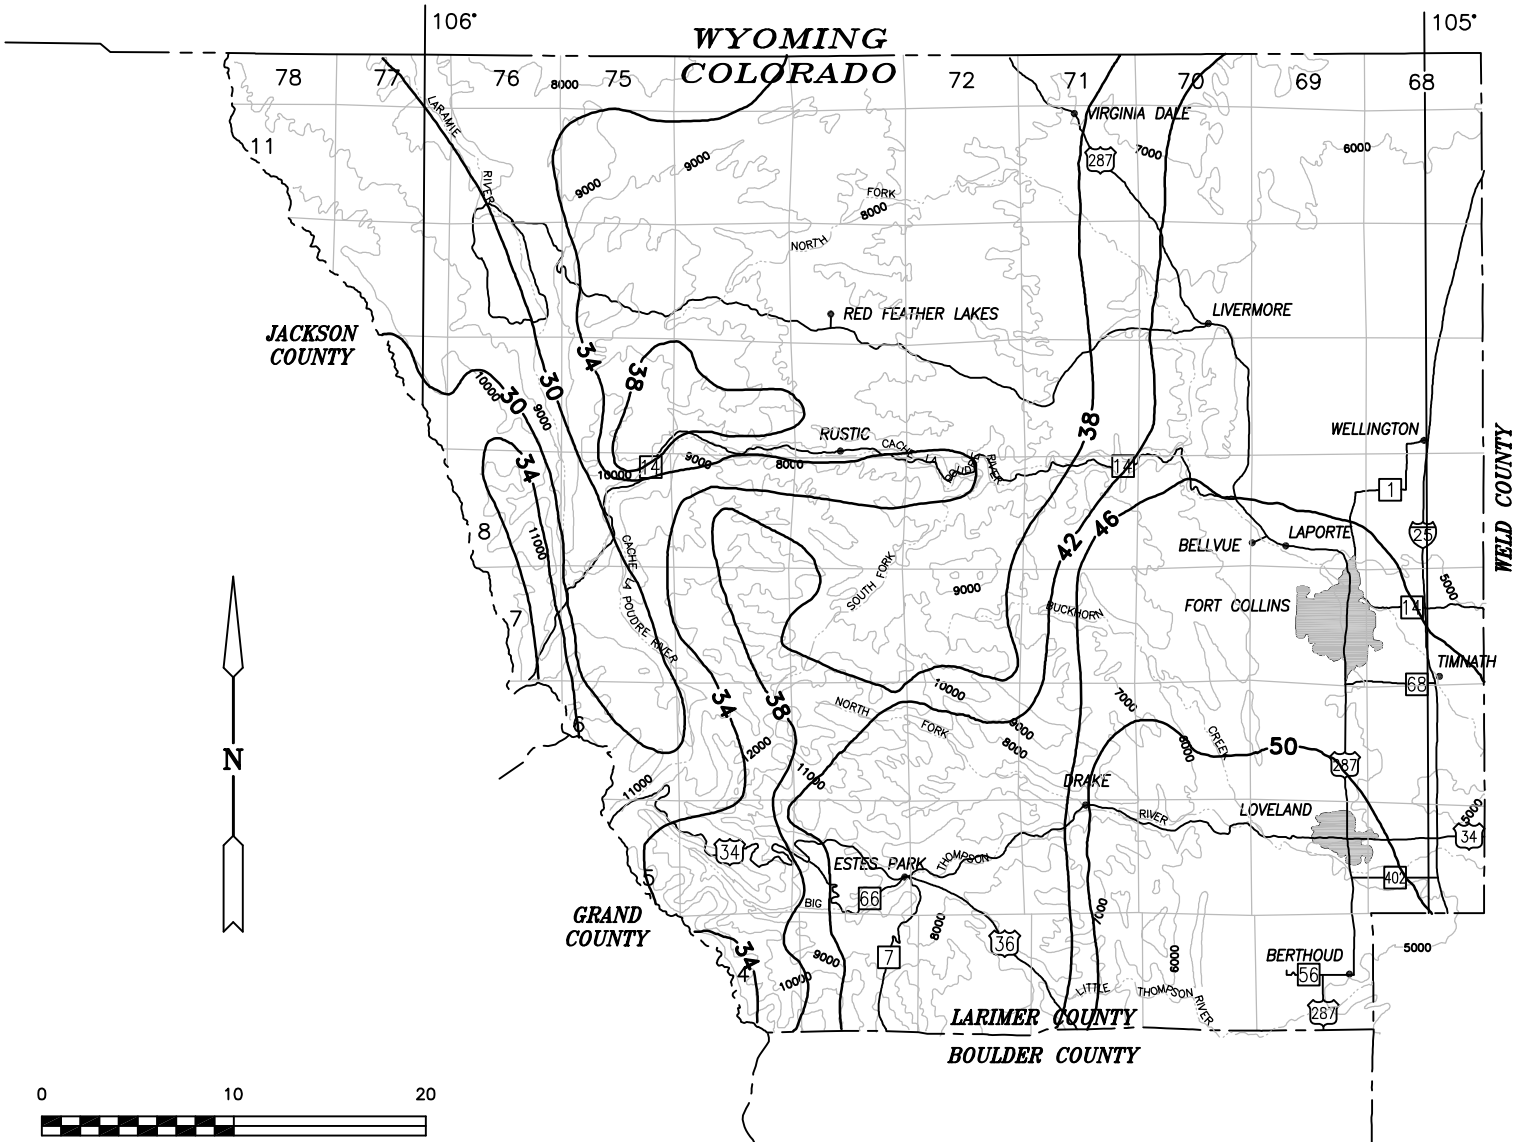 106°
105°
WYOMING
COLORADO
78
77
76
75
72
71
70
69
68
8000
LARAMIE
RIVER
VIRGINIA DALE
287
7000
6000
11
9000
9000
FORK
8000
NORTH
RED FEATHER LAKES
LIVERMORE
JACKSON
COUNTY
34
38
30
10000
30
9000
38
RUSTIC
CACHE LA
POUDRE
RIVER
WELLINGTON
34
14
10000
9000
8000
14
1
WELD COUNTY
8
11000
CACHE LA POUDRE RIVER
42
46
BELLVUE
LAPORTE
25
SOUTH FORK
9000
BUCKHORN
FORT COLLINS
5000
14
7
TIMNATH
68
10000
7000
34
38
NORTH
FORK
9000
8000
6000
CREEK
50
6
12000
N
11000
11000
DRAKE
287
LOVELAND
5000
RIVER
34
34
ESTES PARK
THOMPSON
402
5
66
BIG
7000
GRAND
COUNTY
8000
36
7
34
4
9000
10000
6000
5000
BERTHOUD
56
LITTLE
THOMPSON
RIVER
287
LARIMER COUNTY
BOULDER COUNTY
0
10
20